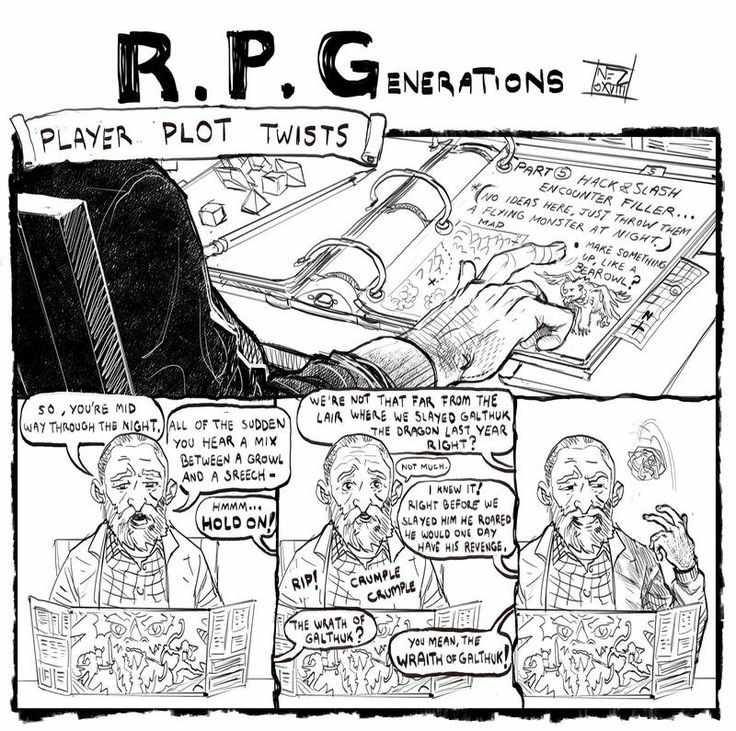 R.P.GENERATIONS
NEZ
OXVIII
PLAYER PLOT TWISTS
PART 5 HACK & SLASH
ENCOUNTER FILLER...
*(NO IDEAS HERE, JUST THROW THEM
A FLYING MONSTER AT NIGHT.)
MAP
• MAKE SOMETHING
UP, LIKE A
BEAROWL?
5
N
X
SO, YOU'RE MID
WAY THROUGH THE NIGHT,
ALL OF THE SUDDEN
YOU HEAR A MIX
BETWEEN A GROWL
AND A SREECH-
HMMM...
HOLD ON!
WE'RE NOT THAT FAR FROM THE
LAIR WHERE WE SLAYED GALTHUK
THE DRAGON LAST YEAR
RIGHT?
NOT MUCH.
I KNEW IT!
RIGHT BEFORE WE
SLAYED HIM HE ROARED
HE WOULD ONE DAY
HAVE HIS REVENGE.
RIP!
CRUMPLE
CRUMPLE
THE WRATH OF
GALTHUK?
YOU MEAN, THE
WRAITH OF GALTHUK!